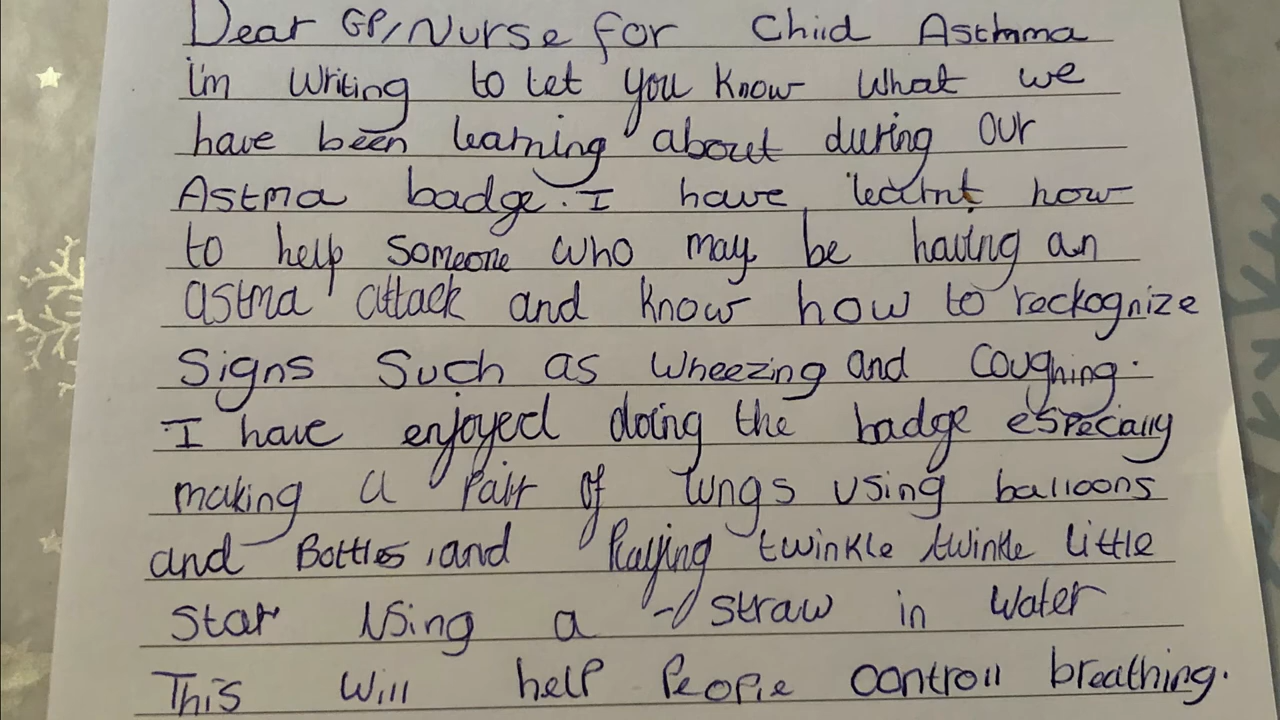 Dear GP/Nurse for Child Asthma
I'm writing to let you know what we
have been learning about during our
Astma badge. I have learnt how
to help someone who may be having an
astma attack and know how to reckognize
Signs Such as wheezing and Coughing.
I have enjoyed doing the badge especially
making a Pair of lungs using balloons
and Bottles, and Playing twinkle twinkle little
Star Using a straw in Water
This Will help People controll breathing.